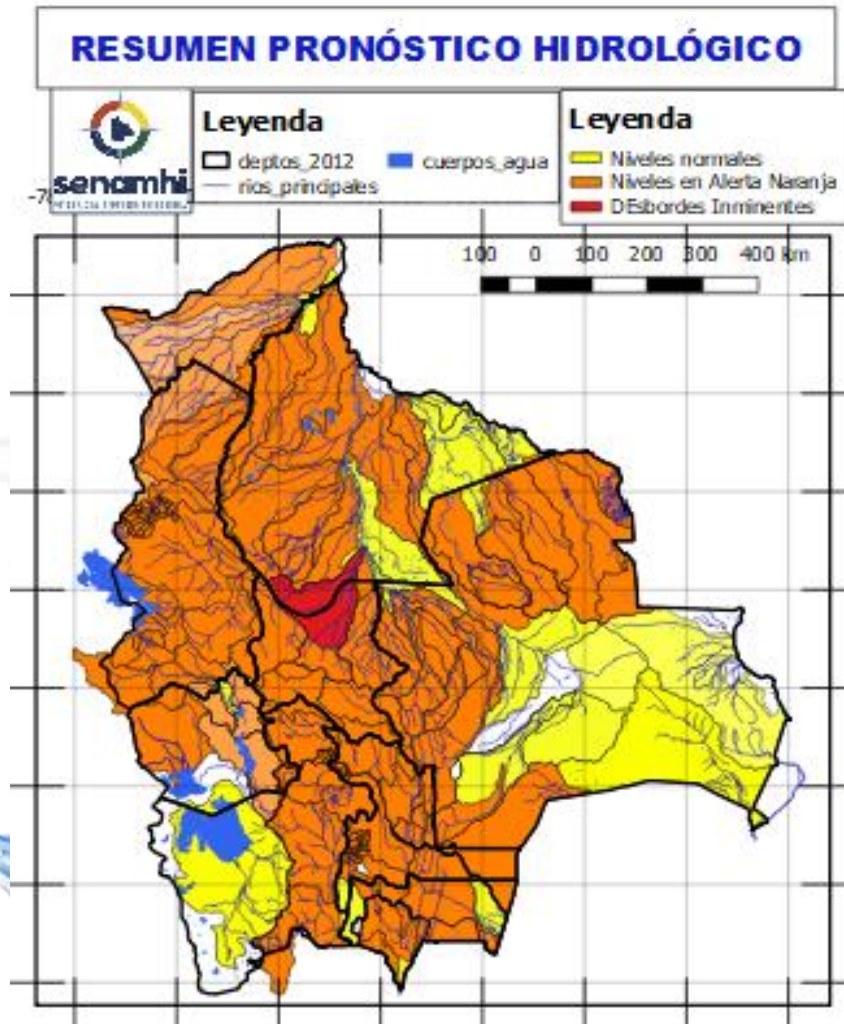 RESUMEN PRONÓSTICO HIDROLÓGICO
senamhi
Leyenda
deptos_2012
cuerpos_agua
rios_principales
Leyenda
Niveles normales
Niveles en Alerta Naranja
DEsbordes Inminentes
100 0 100 200 300 400 km